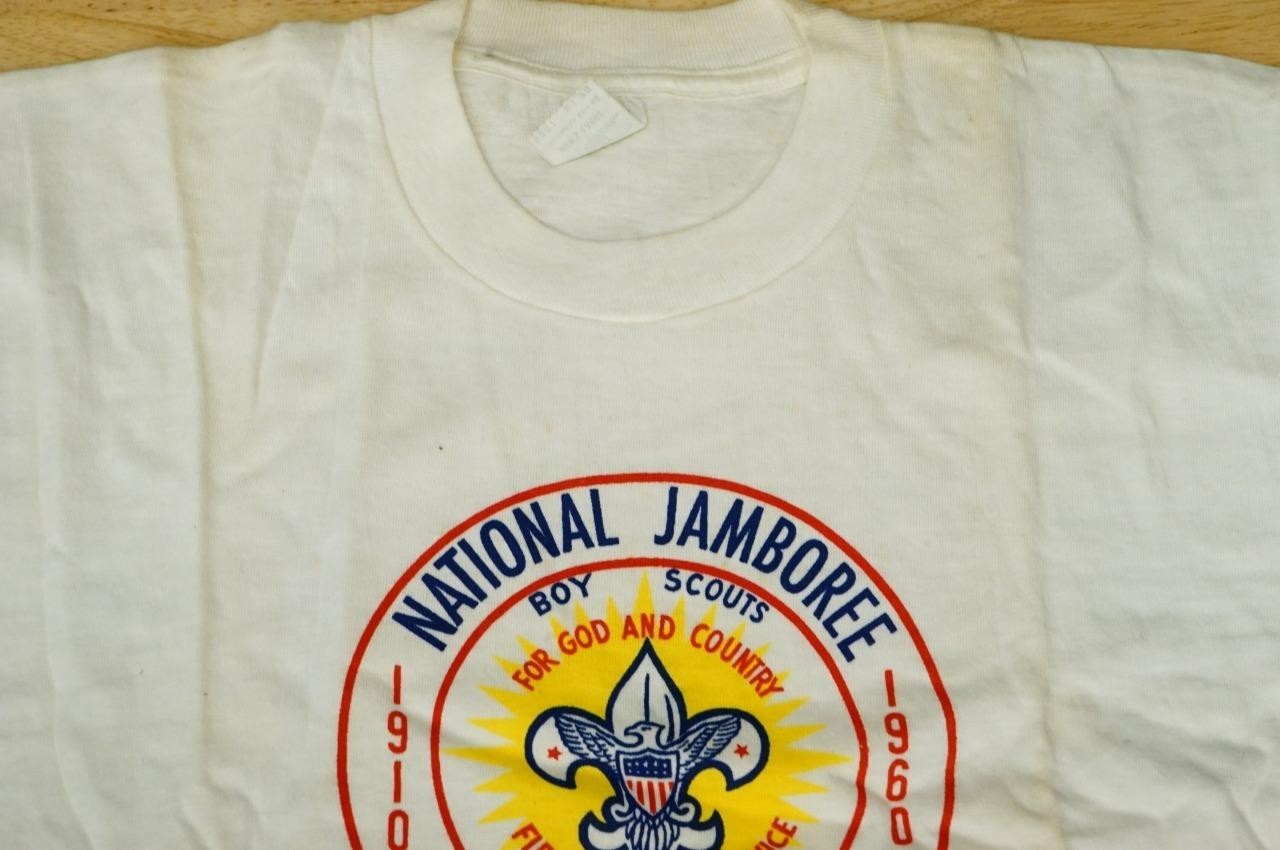 NATIONAL JAMBOREE
BOY SCOUTS
FOR GOD AND COUNTRY
1910
1960